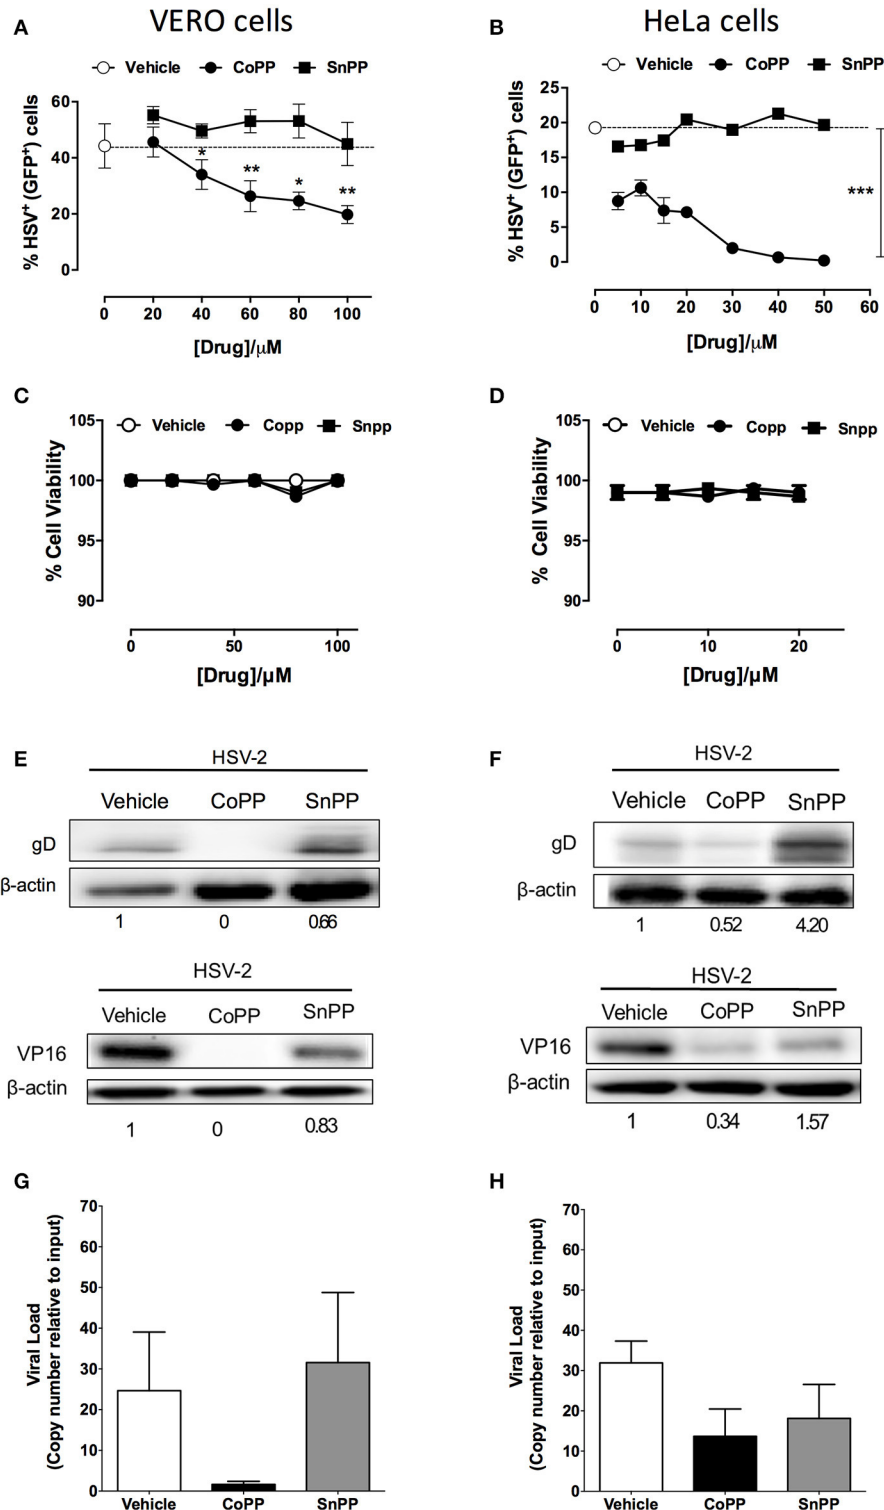 VERO cells
HeLa cells
A
Vehicle CoPP SnPP
% HSV+ (GFP+) cells
60
40
20
0
* ** * **
0 20 40 60 80 100
[Drug]/μM
B
Vehicle CoPP SnPP
% HSV+ (GFP+) cells
25
20
15
10
5
0
***
0 10 20 30 40 50 60
[Drug]/μM
C
Vehicle Copp Snpp
% Cell Viability
105
100
95
90
0 50 100
[Drug]/μM
D
Vehicle Copp Snpp
% Cell Viability
105
100
95
90
0 10 20
[Drug]/μM
E
HSV-2
Vehicle CoPP SnPP
gD
β-actin
1 0 0.66
HSV-2
Vehicle CoPP SnPP
VP16
β-actin
1 0 0.83
F
HSV-2
Vehicle CoPP SnPP
gD
β-actin
1 0.52 4.20
HSV-2
Vehicle CoPP SnPP
VP16
β-actin
1 0.34 1.57
G
Viral Load
(Copy number relative to input)
70
60
50
40
30
20
10
0
Vehicle CoPP SnPP
H
Viral Load
(Copy number relative to input)
70
60
50
40
30
20
10
0
Vehicle CoPP SnPP